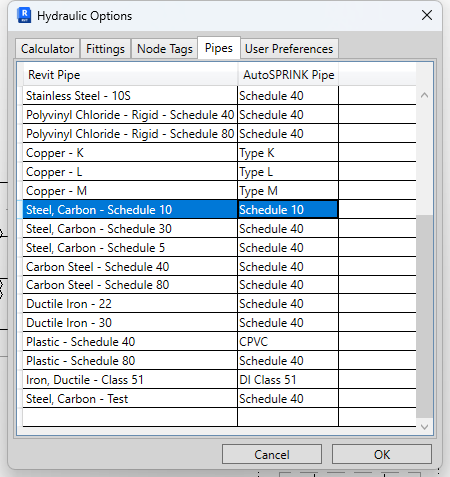 Hydraulic Options
Calculator Fittings Node Tags Pipes User Preferences
Revit Pipe AutoSPRINK Pipe
Stainless Steel - 10S Schedule 40
Polyvinyl Chloride - Rigid - Schedule 40 Schedule 40
Polyvinyl Chloride - Rigid - Schedule 80 Schedule 40
Copper - K Type K
Copper - L Type L
Copper - M Type M
Steel, Carbon - Schedule 10 Schedule 10
Steel, Carbon - Schedule 30 Schedule 40
Steel, Carbon - Schedule 5 Schedule 40
Carbon Steel - Schedule 40 Schedule 40
Carbon Steel - Schedule 80 Schedule 40
Ductile Iron - 22 Schedule 40
Ductile Iron - 30 Schedule 40
Plastic - Schedule 40 CPVC
Plastic - Schedule 80 Schedule 40
Iron, Ductile - Class 51 DI Class 51
Steel, Carbon - Test Schedule 40
Cancel OK